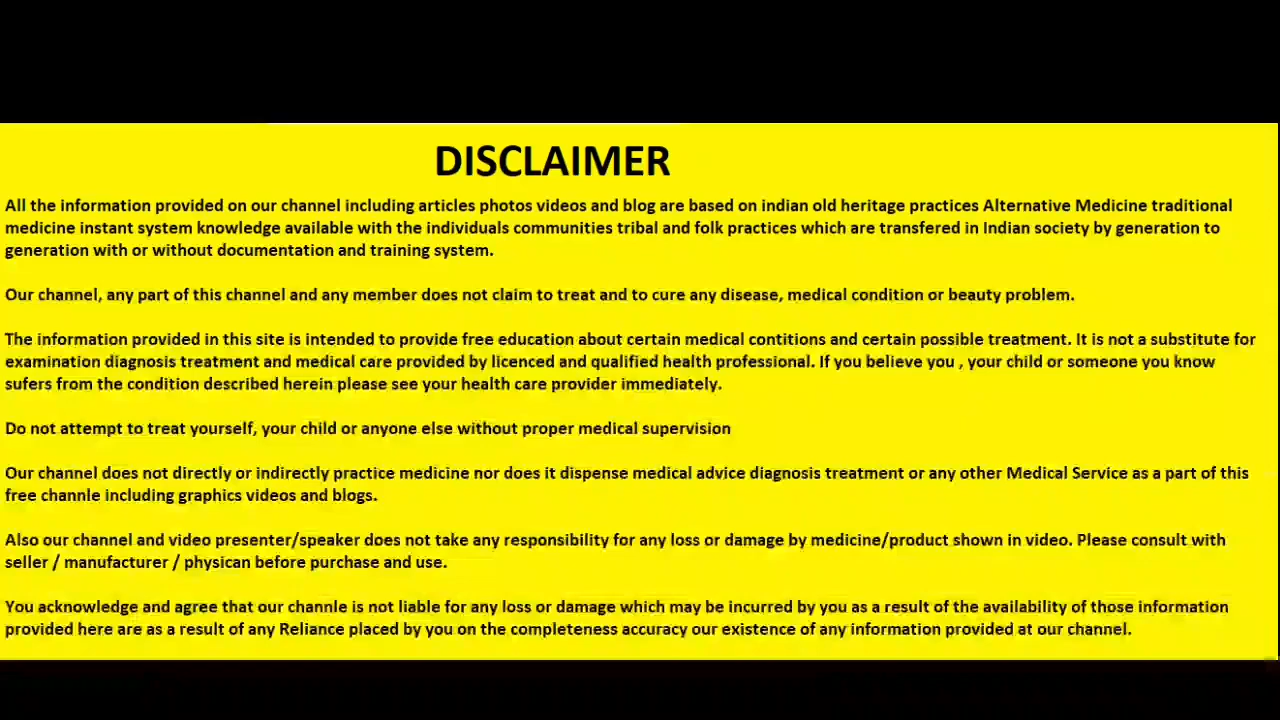 DISCLAIMER
All the information provided on our channel including articles photos videos and blog are based on indian old heritage practices Alternative Medicine traditional
medicine instant system knowledge available with the individuals communities tribal and folk practices which are transfered in Indian society by generation to
generation with or without documentation and training system.
Our channel, any part of this channel and any member does not claim to treat and to cure any disease, medical condition or beauty problem.
The information provided in this site is intended to provide free education about certain medical contitions and certain possible treatment. It is not a substitute for
examination diagnosis treatment and medical care provided by licenced and qualified health professional. If you believe you , your child or someone you know
sufers from the condition described herein please see your health care provider immediately.
Do not attempt to treat yourself, your child or anyone else without proper medical supervision
Our channel does not directly or indirectly practice medicine nor does it dispense medical advice diagnosis treatment or any other Medical Service as a part of this
free channle including graphics videos and blogs.
Also our channel and video presenter/speaker does not take any responsibility for any loss or damage by medicine/product shown in video. Please consult with
seller / manufacturer / physican before purchase and use.
You acknowledge and agree that our channle is not liable for any loss or damage which may be incurred by you as a result of the availability of those information
provided here are as a result of any Reliance placed by you on the completeness accuracy our existence of any information provided at our channel.